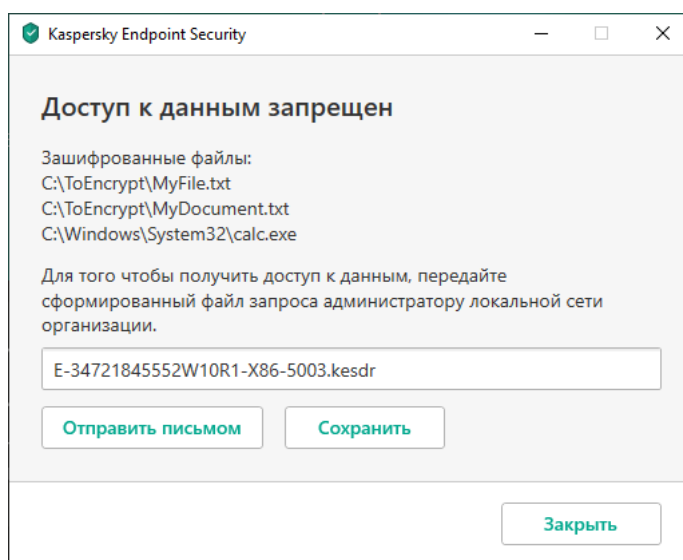 Kaspersky Endpoint Security
Доступ к данным запрещен
Зашифрованные файлы:
C:\ToEncrypt\MyFile.txt
C:\ToEncrypt\MyDocument.txt
C:\Windows\System32\calc.exe
Для того чтобы получить доступ к данным, передайте
сформированный файл запроса администратору локальной сети
организации.
E-34721845552W10R1-X86-5003.kesdr
Отправить письмом
Сохранить
Закрыть